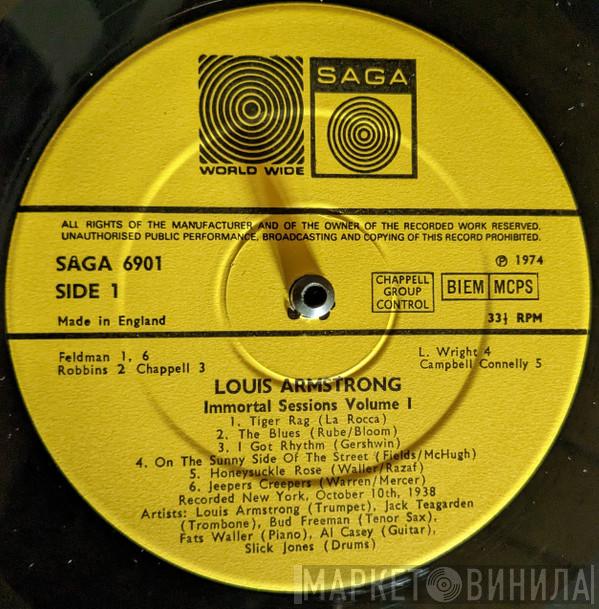 WORLD WIDE
SAGA
ALL RIGHTS OF THE MANUFACTURER AND OF THE OWNER OF THE RECORDED WORK RESERVED.
UNAUTHORISED PUBLIC PERFORMANCE, BROADCASTING AND COPYING OF THIS RECORD PROHIBITED.
SAGA 6901
SIDE 1
Made in England
℗ 1974
CHAPPELL
GROUP
CONTROL
BIEM MCPS
33⅓ RPM
Feldman 1, 6
Robbins 2 Chappell 3
L. Wright 4
Campbell Connelly 5
LOUIS ARMSTRONG
Immortal Sessions Volume I
1. Tiger Rag (La Rocca)
2. The Blues (Rube/Bloom)
3. I Got Rhythm (Gershwin)
4. On The Sunny Side Of The Street (Fields/McHugh)
5. Honeysuckle Rose (Waller/Razaf)
6. Jeepers Creepers (Warren/Mercer)
Recorded New York, October 10th, 1938
Artists: Louis Armstrong (Trumpet), Jack Teagarden
(Trombone), Bud Freeman (Tenor Sax),
Fats Waller (Piano), Al Casey (Guitar),
Slick Jones (Drums)
МАРКЕТ ВИНИЛА